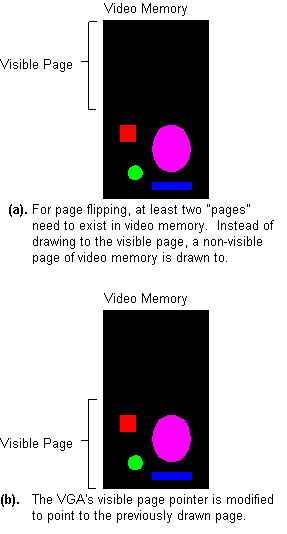 Video Memory
Visible Page
(a). For page flipping, at least two "pages"
need to exist in video memory.  Instead of
drawing to the visible page, a non-visible
page of video memory is drawn to.
Video Memory
Visible Page
(b). The VGA's visible page pointer is modified
to point to the previously drawn page.